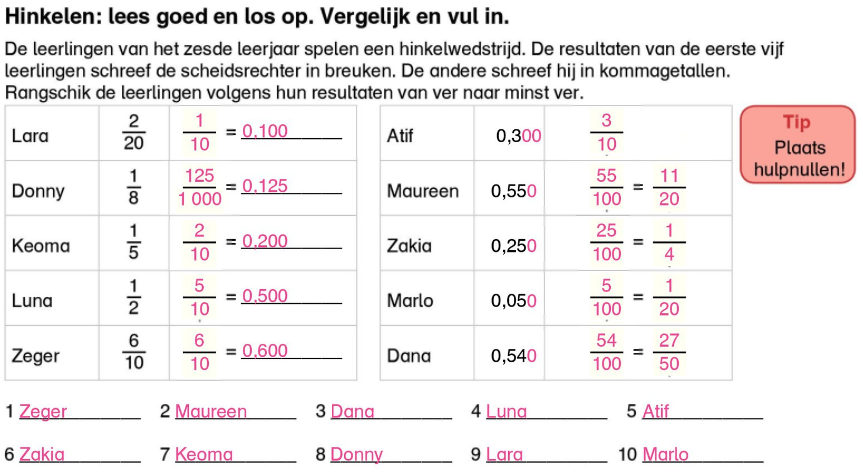 Hinkelen: lees goed en los op. Vergelijk en vul in.
De leerlingen van het zesde leerjaar spelen een hinkelwedstrijd. De resultaten van de eerste vijf
leerlingen schreef de scheidsrechter in breuken. De andere schreef hij in kommagetallen.
Rangschik de leerlingen volgens hun resultaten van ver naar minst ver.
Lara 2/20 1/10 = 0,100
Donny 1/8 125/1 000 = 0,125
Keoma 1/5 2/10 = 0,200
Luna 1/2 5/10 = 0,500
Zeger 6/10 6/10 = 0,600
Atif 0,300 3/10
Maureen 0,550 55/100 = 11/20
Zakia 0,250 25/100 = 1/4
Marlo 0,050 5/100 = 1/20
Dana 0,540 54/100 = 27/50
Tip
Plaats
hulpnullen!
1 Zeger 2 Maureen 3 Dana 4 Luna 5 Atif
6 Zakia 7 Keoma 8 Donny 9 Lara 10 Marlo